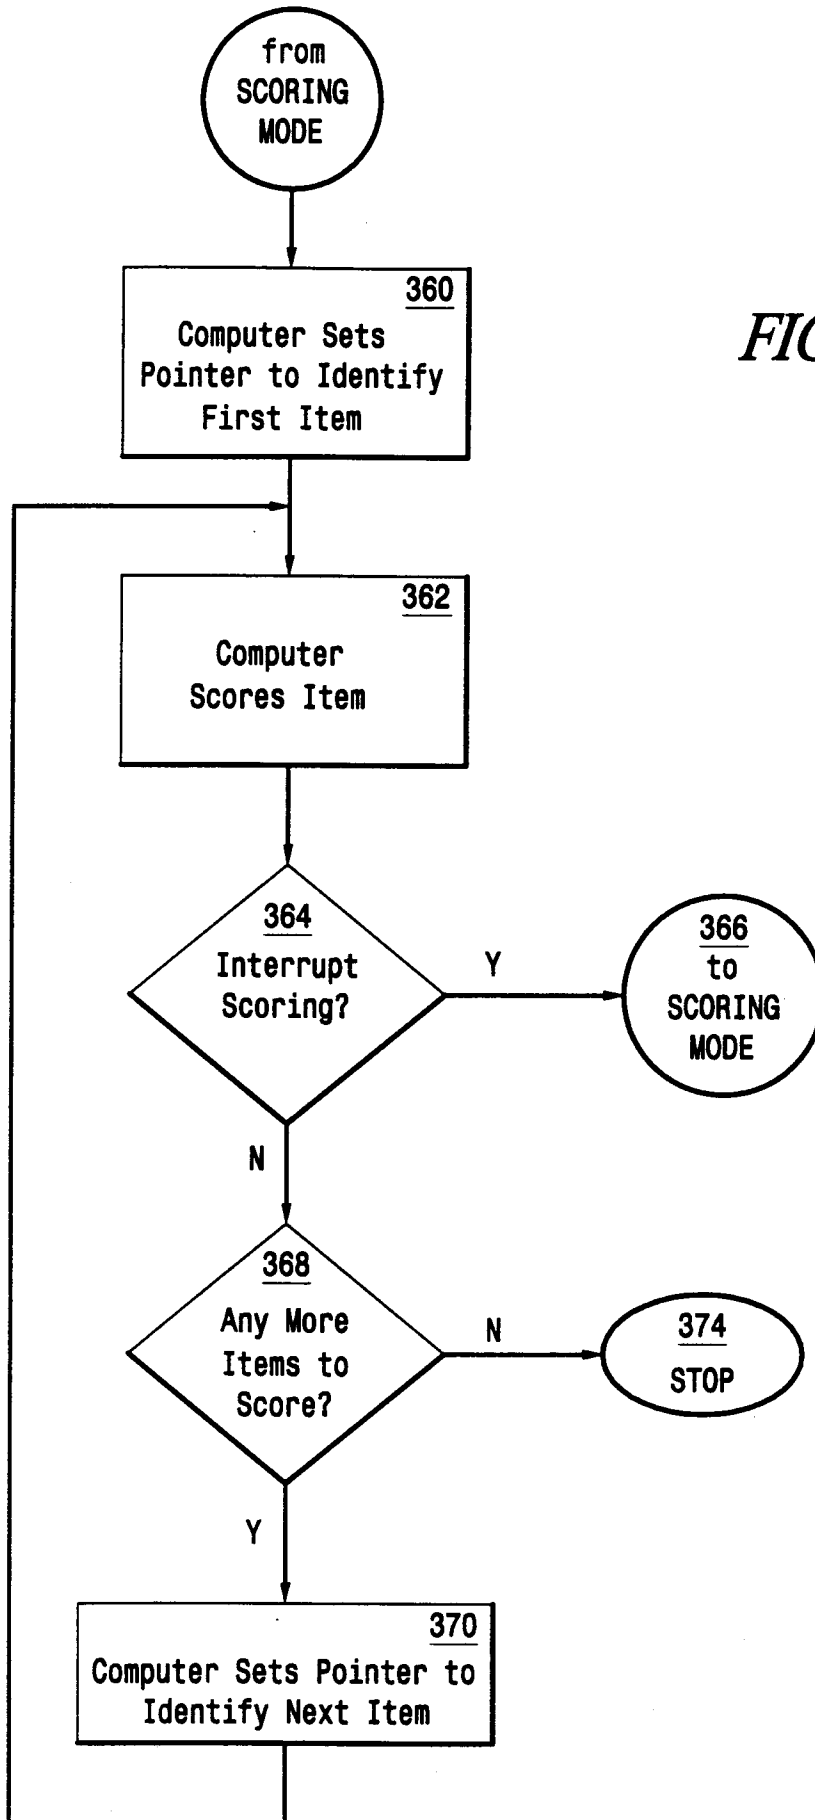 from
SCORING
MODE
360
Computer Sets
Pointer to Identify
First Item
362
Computer
Scores Item
364
Interrupt
Scoring?
Y
366
to
SCORING
MODE
N
368
Any More
Items to
Score?
N
374
STOP
Y
370
Computer Sets Pointer to
Identify Next Item